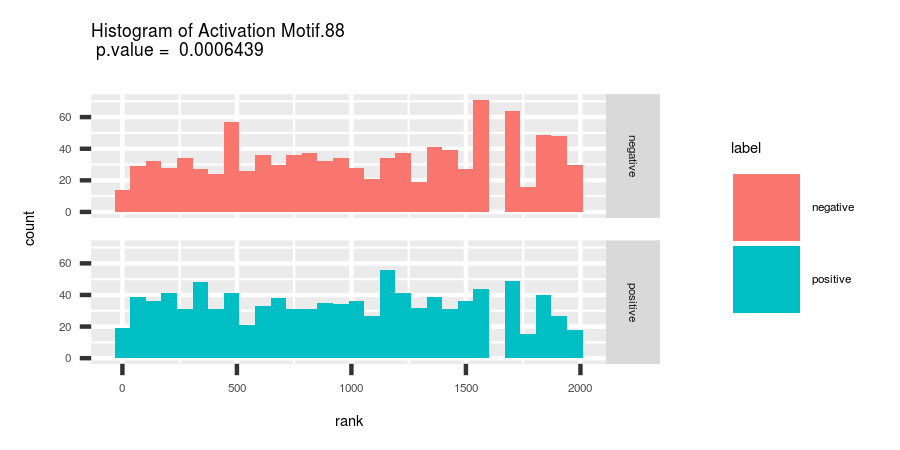 Histogram of Activation Motif.88
p.value =  0.0006439
count
60
40
20
0
negative
60
40
20
0
positive
0
500
1000
1500
2000
rank
label
negative
positive